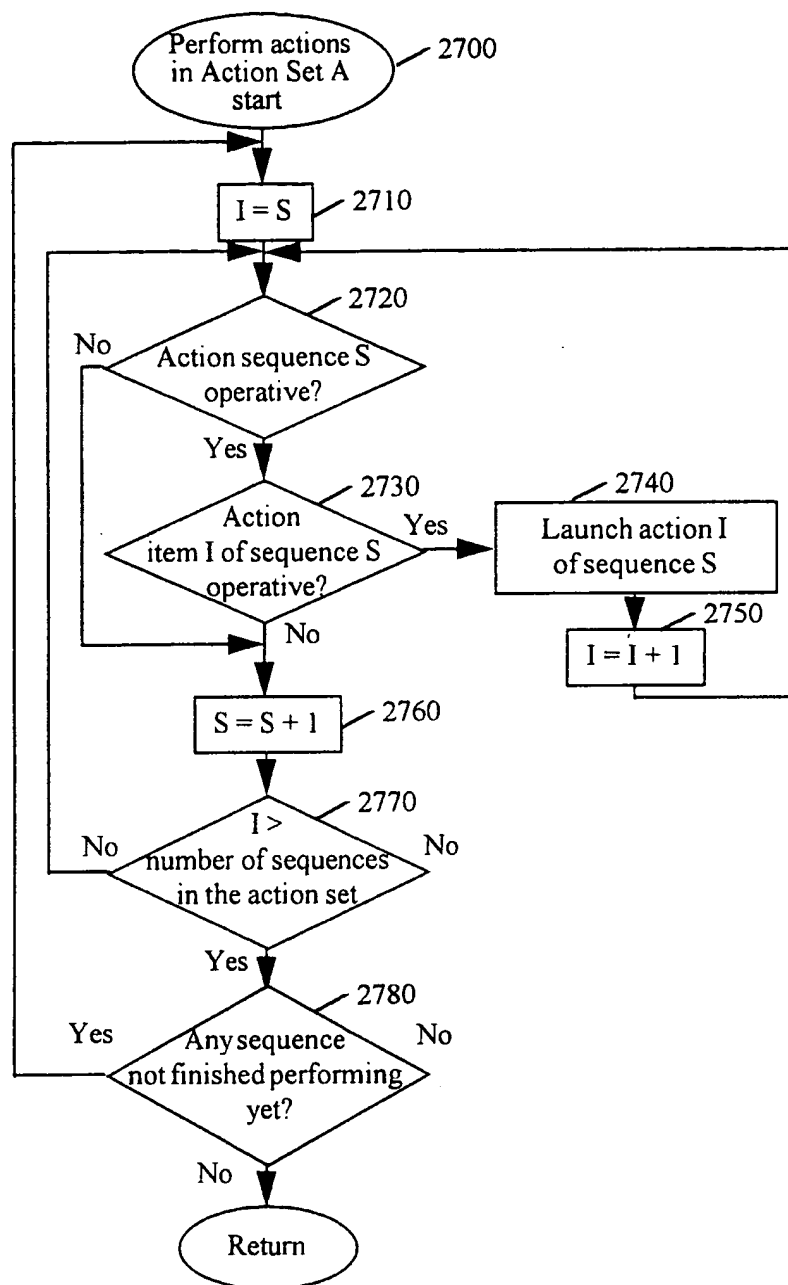 Perform actions
in Action Set A
start
2700
I = S
2710
2720
No
Action sequence S
operative?
Yes
2730
Action
item I of sequence S
operative?
Yes
2740
Launch action I
of sequence S
No
2750
I = I + 1
S = S + 1
2760
2770
I >
number of sequences
in the action set
No
No
Yes
2780
Yes
No
Any sequence
not finished performing
yet?
No
Return